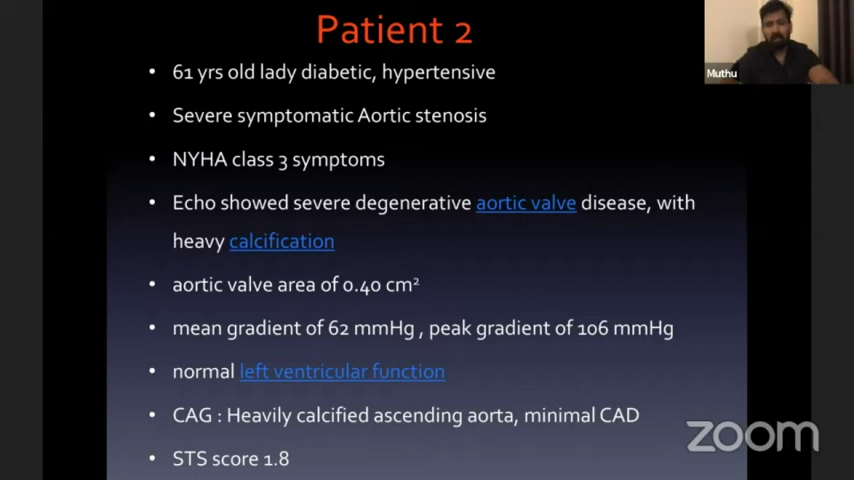 Patient 2
Muthu
• 61 yrs old lady diabetic, hypertensive
• Severe symptomatic Aortic stenosis
• NYHA class 3 symptoms
• Echo showed severe degenerative aortic valve disease, with
heavy calcification
• aortic valve area of 0.40 cm²
• mean gradient of 62 mmHg , peak gradient of 106 mmHg
• normal left ventricular function
• CAG : Heavily calcified ascending aorta, minimal CAD
• STS score 1.8
zoom